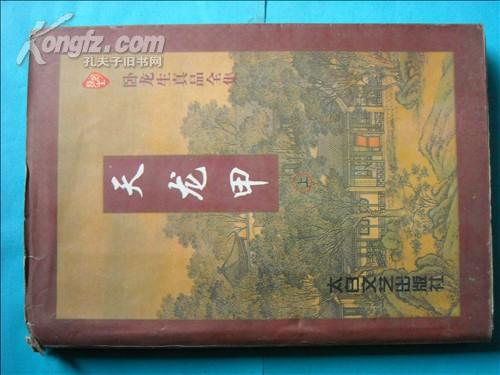 Kongfz.com
孔夫子旧书网
卧龙生真品全集
天龙甲
上
太白文艺出版社